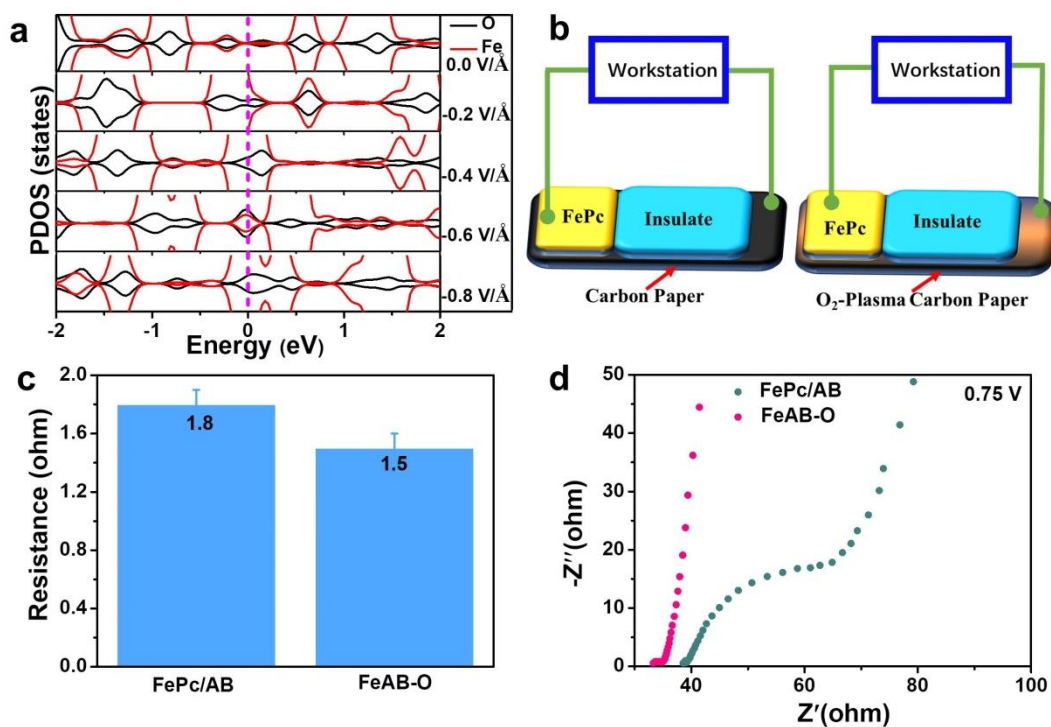 a
O
Fe
0.0 V/Å
-0.2 V/Å
-0.4 V/Å
-0.6 V/Å
-0.8 V/Å
PDOS (states)
-2 -1 0 1 2
Energy (eV)
b
Workstation
Workstation
FePc
Insulate
FePc
Insulate
Carbon Paper
O₂-Plasma Carbon Paper
c
2.0
1.6
1.2
0.8
0.4
0.0
Resistance (ohm)
1.8
1.5
FePc/AB
FeAB-O
d
50
40
30
20
10
0
-Z′′(ohm)
FePc/AB
FeAB-O
0.75 V
40 60 80 100
Z′(ohm)